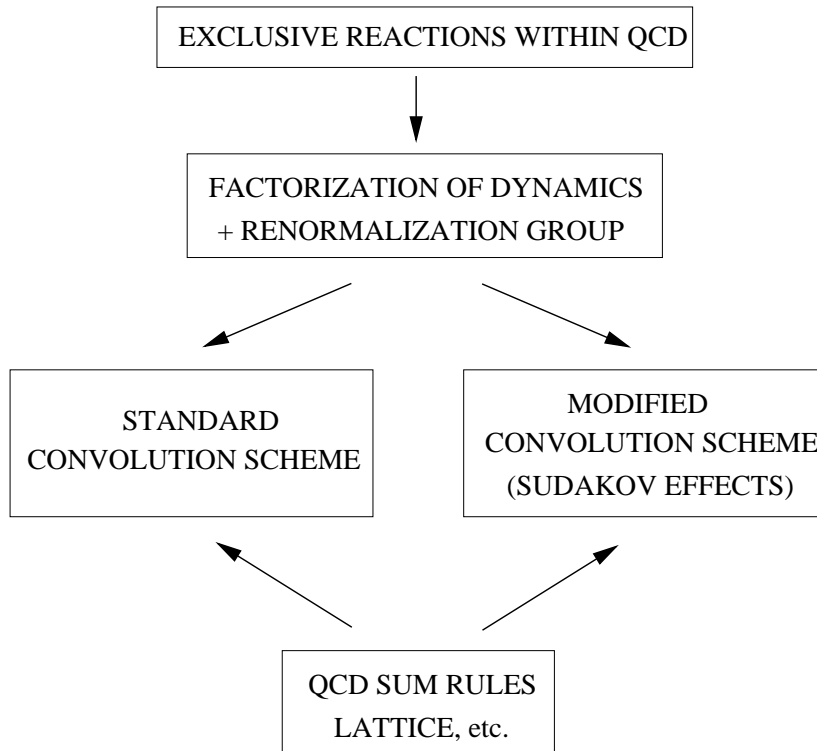 EXCLUSIVE REACTIONS WITHIN QCD
FACTORIZATION OF DYNAMICS
+ RENORMALIZATION GROUP
STANDARD
CONVOLUTION SCHEME
MODIFIED
CONVOLUTION SCHEME
(SUDAKOV EFFECTS)
QCD SUM RULES
LATTICE, etc.